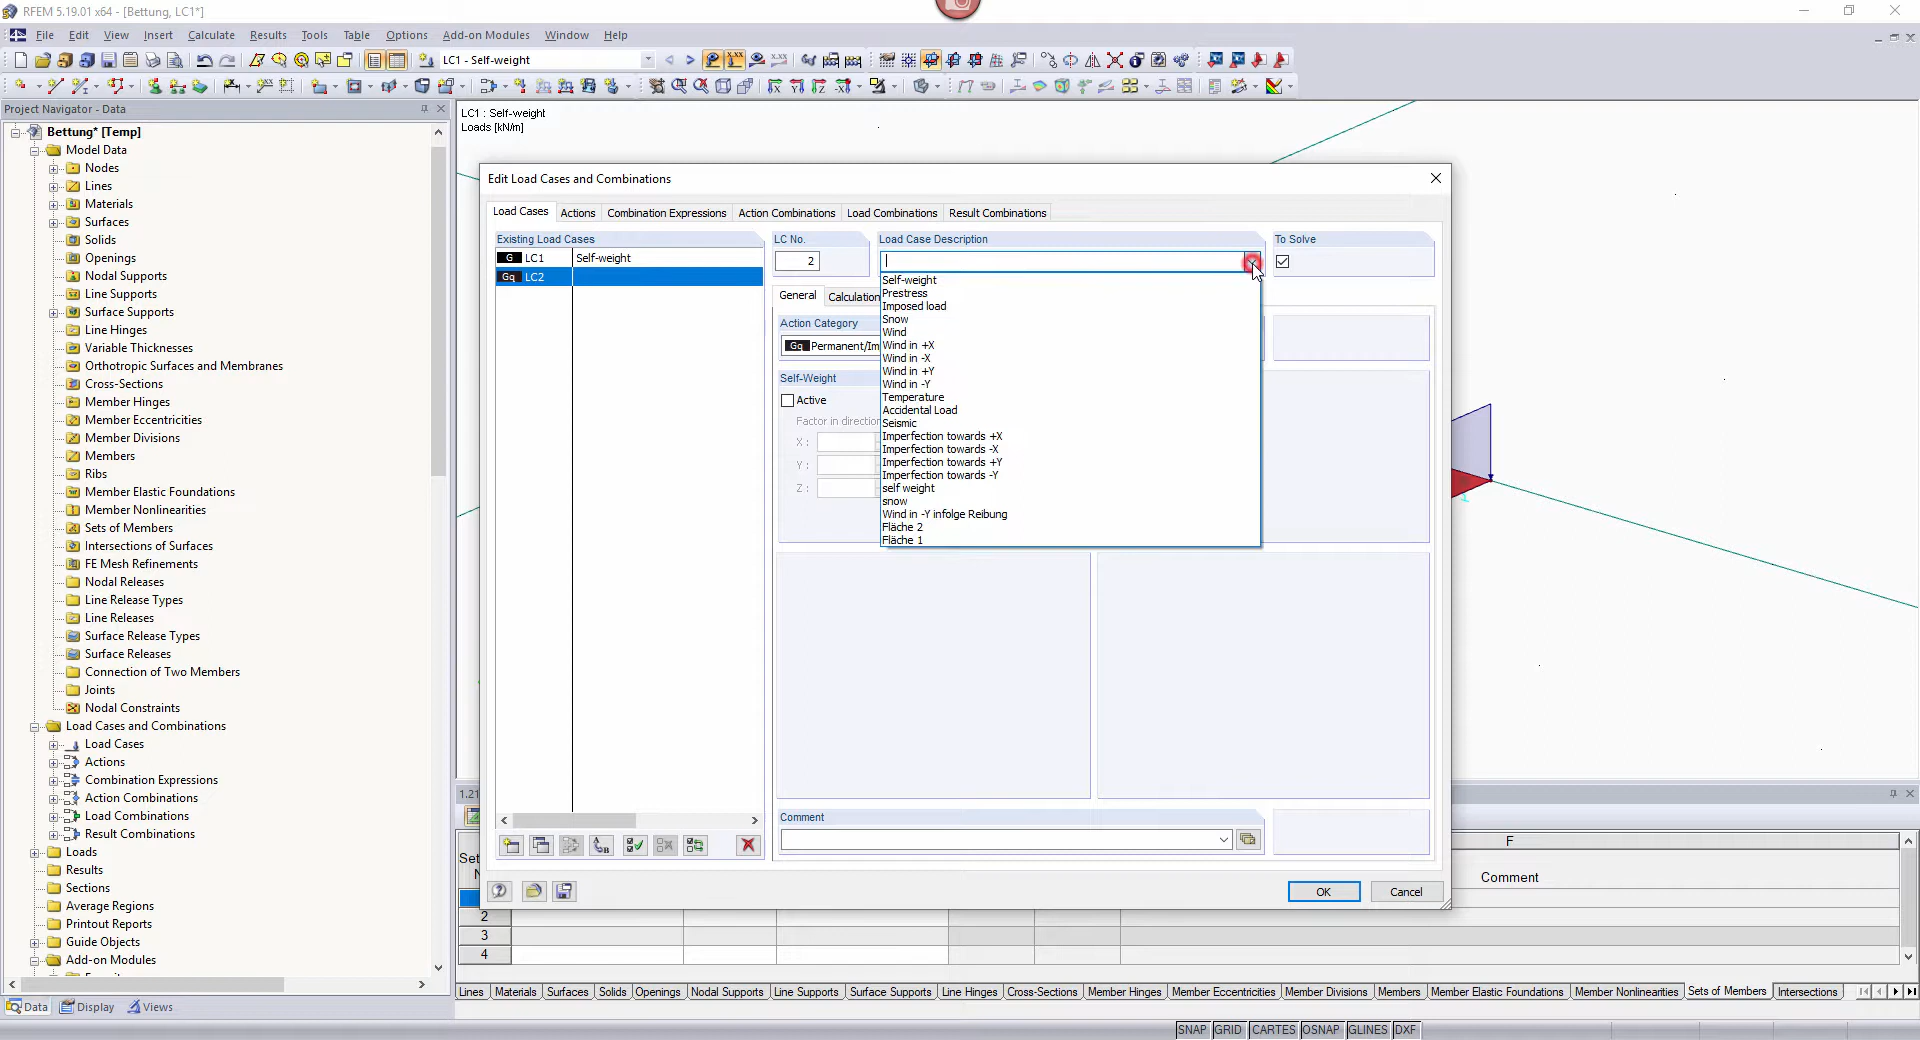 RFEM 5.19.01 x64 - [Bettung, LC1*]
File Edit View Insert Calculate Results Tools Table Options Add-on Modules Window Help
LC1 - Self-weight
Project Navigator - Data
Bettung* [Temp]
Model Data
Nodes
Lines
Materials
Surfaces
Solids
Openings
Nodal Supports
Line Supports
Surface Supports
Line Hinges
Variable Thicknesses
Orthotropic Surfaces and Membranes
Cross-Sections
Member Hinges
Member Eccentricities
Member Divisions
Members
Ribs
Member Elastic Foundations
Member Nonlinearities
Sets of Members
Intersections of Surfaces
FE Mesh Refinements
Nodal Releases
Line Release Types
Line Releases
Surface Release Types
Surface Releases
Connection of Two Members
Joints
Nodal Constraints
Load Cases and Combinations
Load Cases
Actions
Combination Expressions
Action Combinations
Load Combinations
Result Combinations
Loads
Results
Sections
Average Regions
Printout Reports
Guide Objects
Add-on Modules
Data Display Views
LC1 : Self-weight
Loads [kN/m]
Edit Load Cases and Combinations
Load Cases Actions Combination Expressions Action Combinations Load Combinations Result Combinations
Existing Load Cases
G LC1 Self-weight
Gq LC2
LC No.
2
Load Case Description
To Solve
General Calculation
Action Category
Gq Permanent/Im
Self-Weight
Active
Factor in direction
X :
Y :
Z :
Self-weight
Prestress
Imposed load
Snow
Wind
Wind in +X
Wind in -X
Wind in +Y
Wind in -Y
Temperature
Accidental Load
Seismic
Imperfection towards +X
Imperfection towards -X
Imperfection towards +Y
Imperfection towards -Y
self weight
snow
Wind in -Y infolge Reibung
Fläche 2
Fläche 1
Comment
OK Cancel
F
Comment
2
3
4
Lines Materials Surfaces Solids Openings Nodal Supports Line Supports Surface Supports Line Hinges Cross-Sections Member Hinges Member Eccentricities Member Divisions Members Member Elastic Foundations Member Nonlinearities Sets of Members Intersections
SNAP GRID CARTES OSNAP GLINES DXF